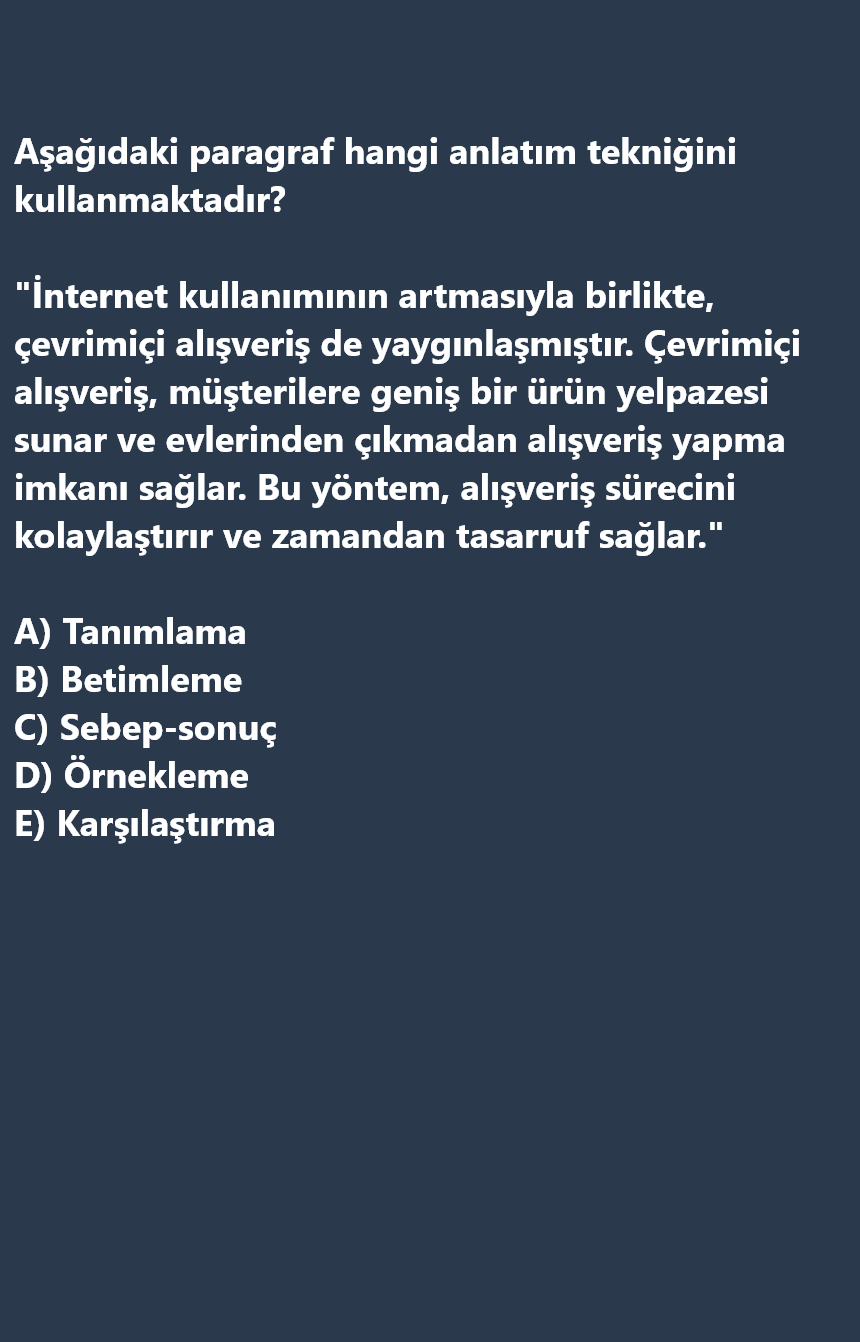 Aşağıdaki paragraf hangi anlatım tekniğini
kullanmaktadır?
"İnternet kullanımının artmasıyla birlikte,
çevrimiçi alışveriş de yaygınlaşmıştır. Çevrimiçi
alışveriş, müşterilere geniş bir ürün yelpazesi
sunar ve evlerinden çıkmadan alışveriş yapma
imkanı sağlar. Bu yöntem, alışveriş sürecini
kolaylaştırır ve zamandan tasarruf sağlar."
A) Tanımlama
B) Betimleme
C) Sebep-sonuç
D) Örnekleme
E) Karşılaştırma